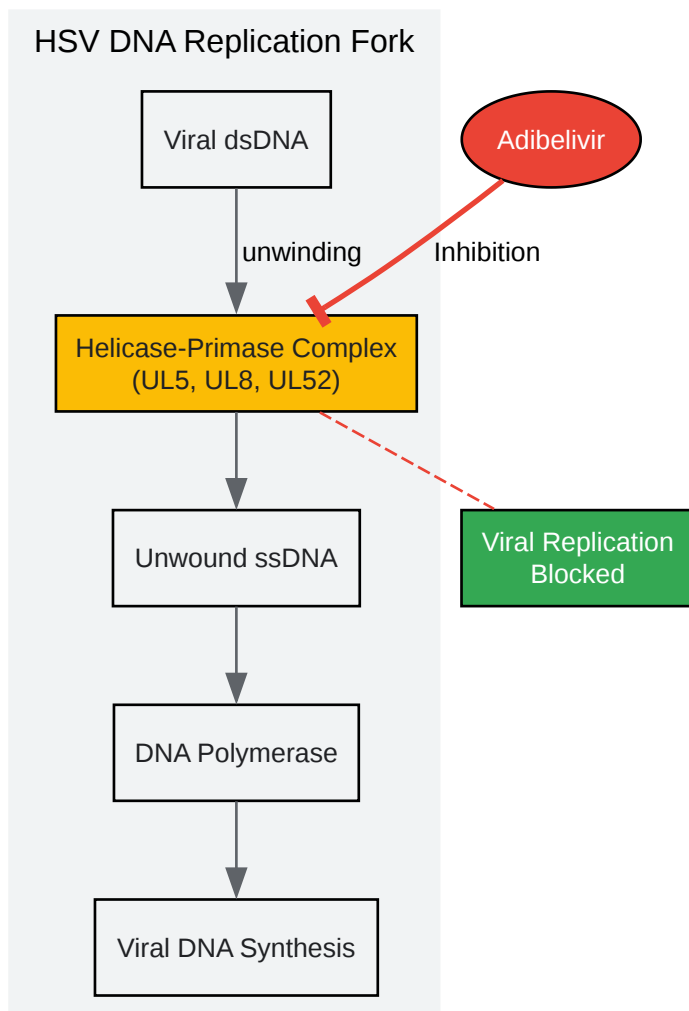 HSV DNA Replication Fork
Viral dsDNA
Adibelivir
unwinding
Inhibition
Helicase-Primase Complex
(UL5, UL8, UL52)
Unwound ssDNA
Viral Replication
Blocked
DNA Polymerase
Viral DNA Synthesis